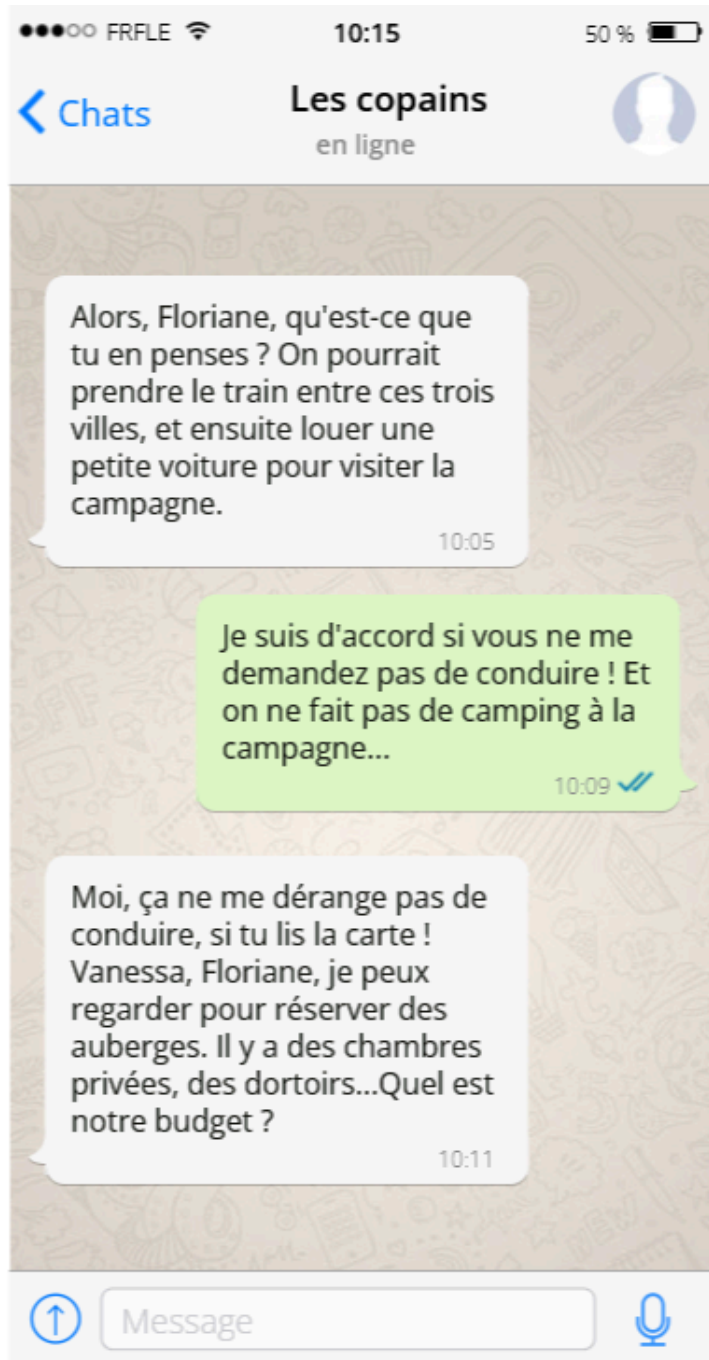 FRFLE 10:15 50 %
Chats Les copains
en ligne
Alors, Floriane, qu'est-ce que
tu en penses ? On pourrait
prendre le train entre ces trois
villes, et ensuite louer une
petite voiture pour visiter la
campagne.
10:05
Je suis d'accord si vous ne me
demandez pas de conduire ! Et
on ne fait pas de camping à la
campagne...
10:09
Moi, ça ne me dérange pas de
conduire, si tu lis la carte !
Vanessa, Floriane, je peux
regarder pour réserver des
auberges. Il y a des chambres
privées, des dortoirs...Quel est
notre budget ?
10:11
Message